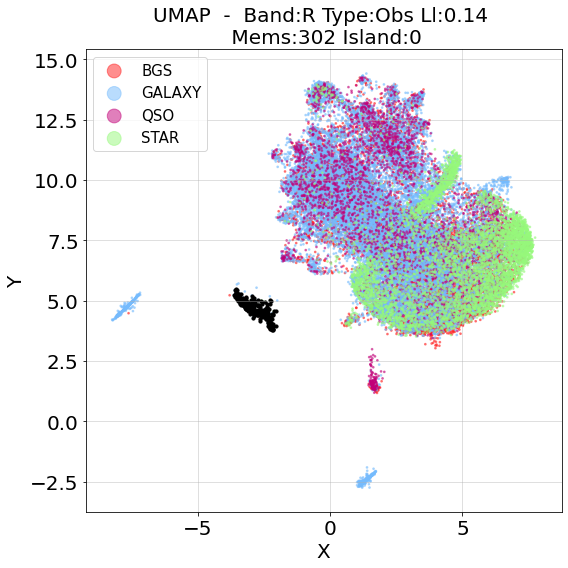 UMAP - Band:R Type:Obs Ll:0.14
Mems:302 Island:0
BGS
GALAXY
QSO
STAR
15.0
12.5
10.0
7.5
5.0
2.5
0.0
−2.5
Y
−5
0
5
X